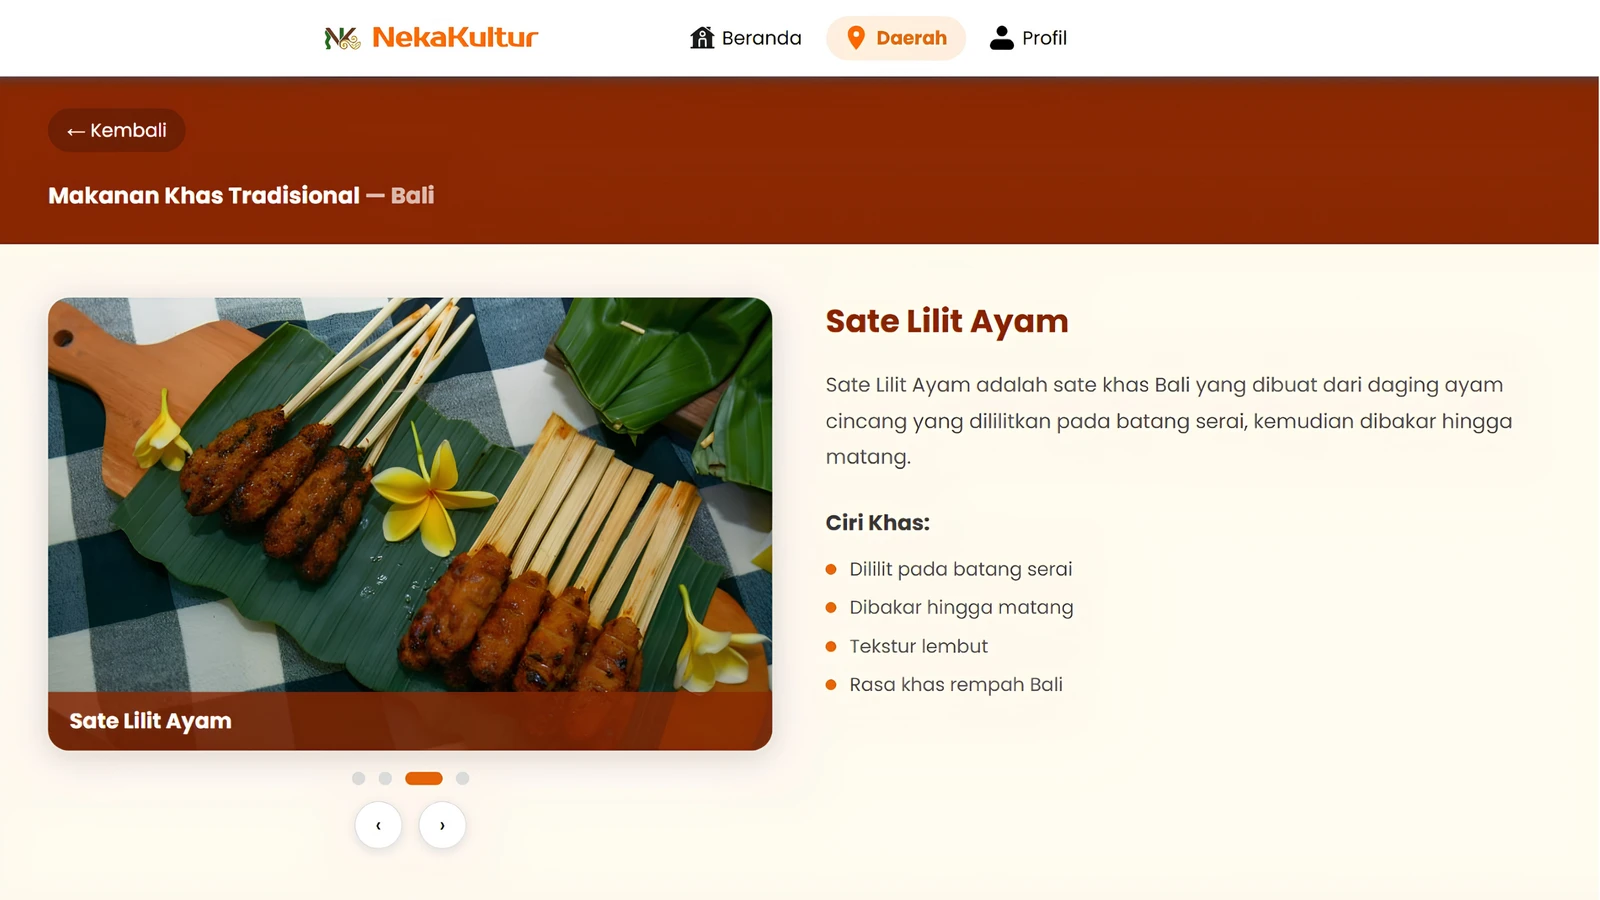 NekaKultur
Beranda
Daerah
Profil
← Kembali
Makanan Khas Tradisional — Bali
Sate Lilit Ayam
Sate Lilit Ayam
Sate Lilit Ayam adalah sate khas Bali yang dibuat dari daging ayam
cincang yang dililitkan pada batang serai, kemudian dibakar hingga
matang.
Ciri Khas:
Dililit pada batang serai
Dibakar hingga matang
Tekstur lembut
Rasa khas rempah Bali